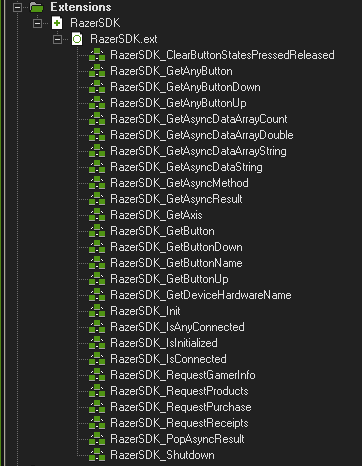 Extensions
RazerSDK
RazerSDK.ext
RazerSDK_ClearButtonStatesPressedReleased
RazerSDK_GetAnyButton
RazerSDK_GetAnyButtonDown
RazerSDK_GetAnyButtonUp
RazerSDK_GetAsyncDataArrayCount
RazerSDK_GetAsyncDataArrayDouble
RazerSDK_GetAsyncDataArrayString
RazerSDK_GetAsyncDataString
RazerSDK_GetAsyncMethod
RazerSDK_GetAsyncResult
RazerSDK_GetAxis
RazerSDK_GetButton
RazerSDK_GetButtonDown
RazerSDK_GetButtonName
RazerSDK_GetButtonUp
RazerSDK_GetDeviceHardwareName
RazerSDK_Init
RazerSDK_IsAnyConnected
RazerSDK_IsInitialized
RazerSDK_IsConnected
RazerSDK_RequestGamerInfo
RazerSDK_RequestProducts
RazerSDK_RequestPurchase
RazerSDK_RequestReceipts
RazerSDK_PopAsyncResult
RazerSDK_Shutdown